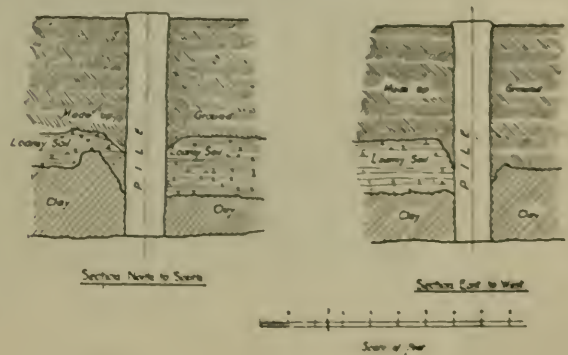 Made up Ground
Loamy Soil
Loamy Soil
Clay
Clay
PILE
Section North to South
Made up Ground
Loamy Soil
Clay
Clay
PILE
Section East to West
Scale of Feet